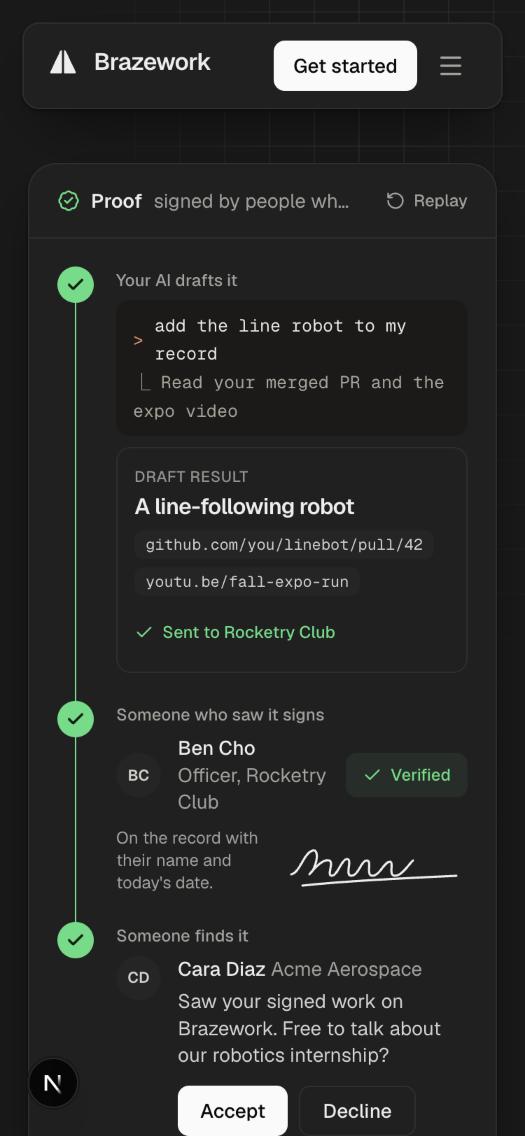 Brazework
Get started
Proof signed by people wh...
Replay
Your AI drafts it
> add the line robot to my
record
⎿ Read your merged PR and the
expo video
DRAFT RESULT
A line-following robot
github.com/you/linebot/pull/42
youtu.be/fall-expo-run
Sent to Rocketry Club
Someone who saw it signs
BC
Ben Cho
Officer, Rocketry
Club
Verified
On the record with
their name and
today's date.
Someone finds it
CD
Cara Diaz Acme Aerospace
Saw your signed work on
Brazework. Free to talk about
our robotics internship?
N
Accept
Decline